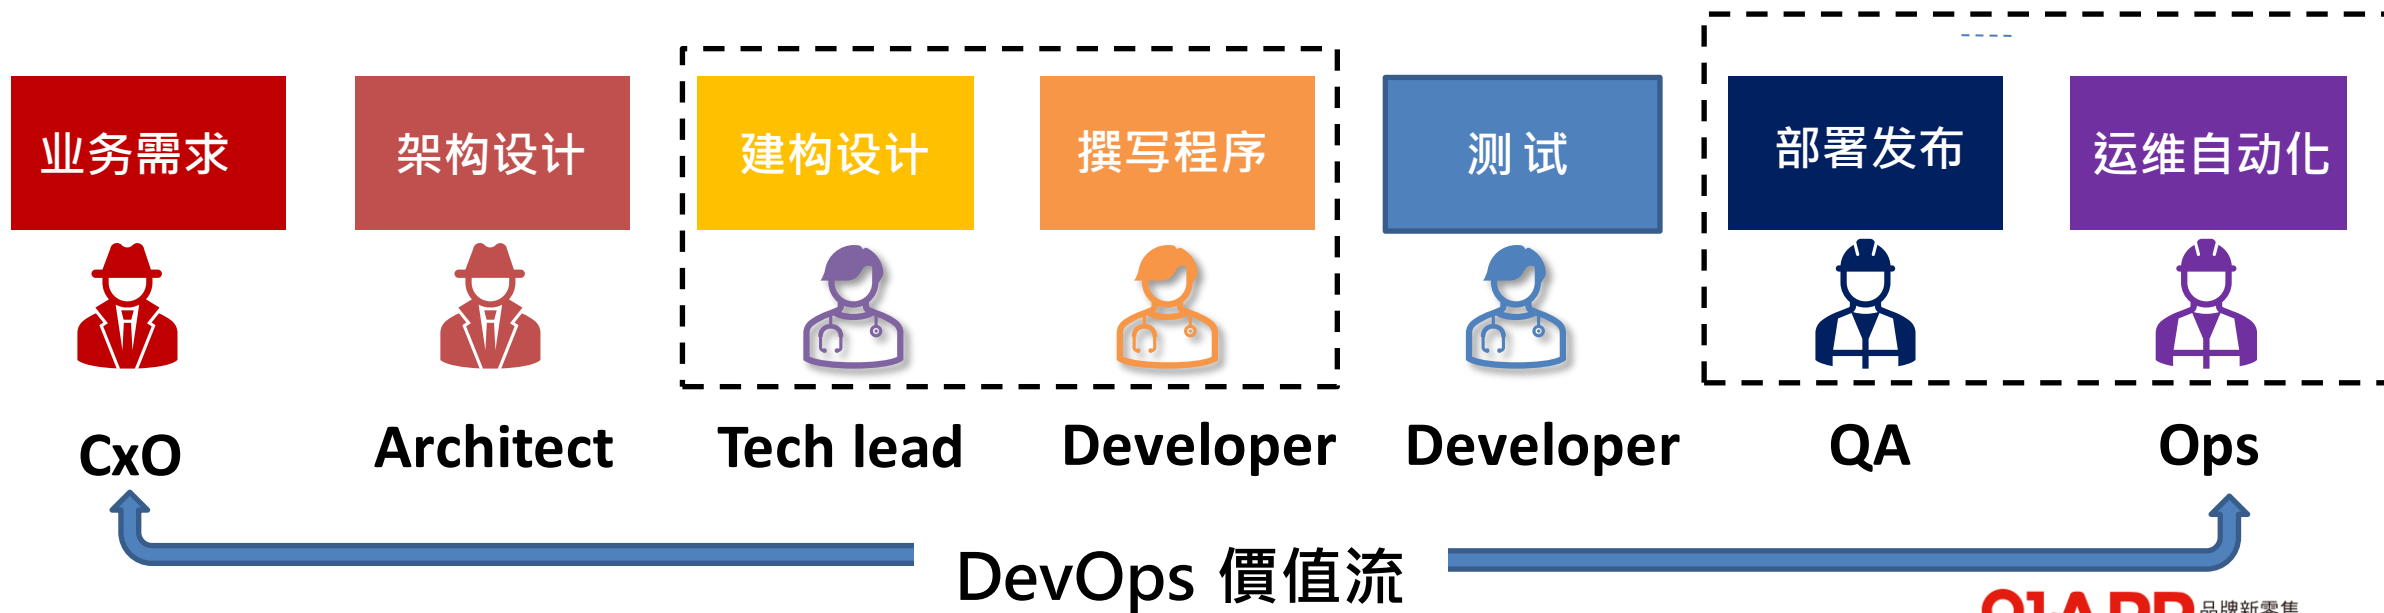 业务需求
架构设计
建构设计
撰写程序
测 试
部署发布
运维自动化
CxO
Architect
Tech lead
Developer
Developer
QA
Ops
DevOps 價值流